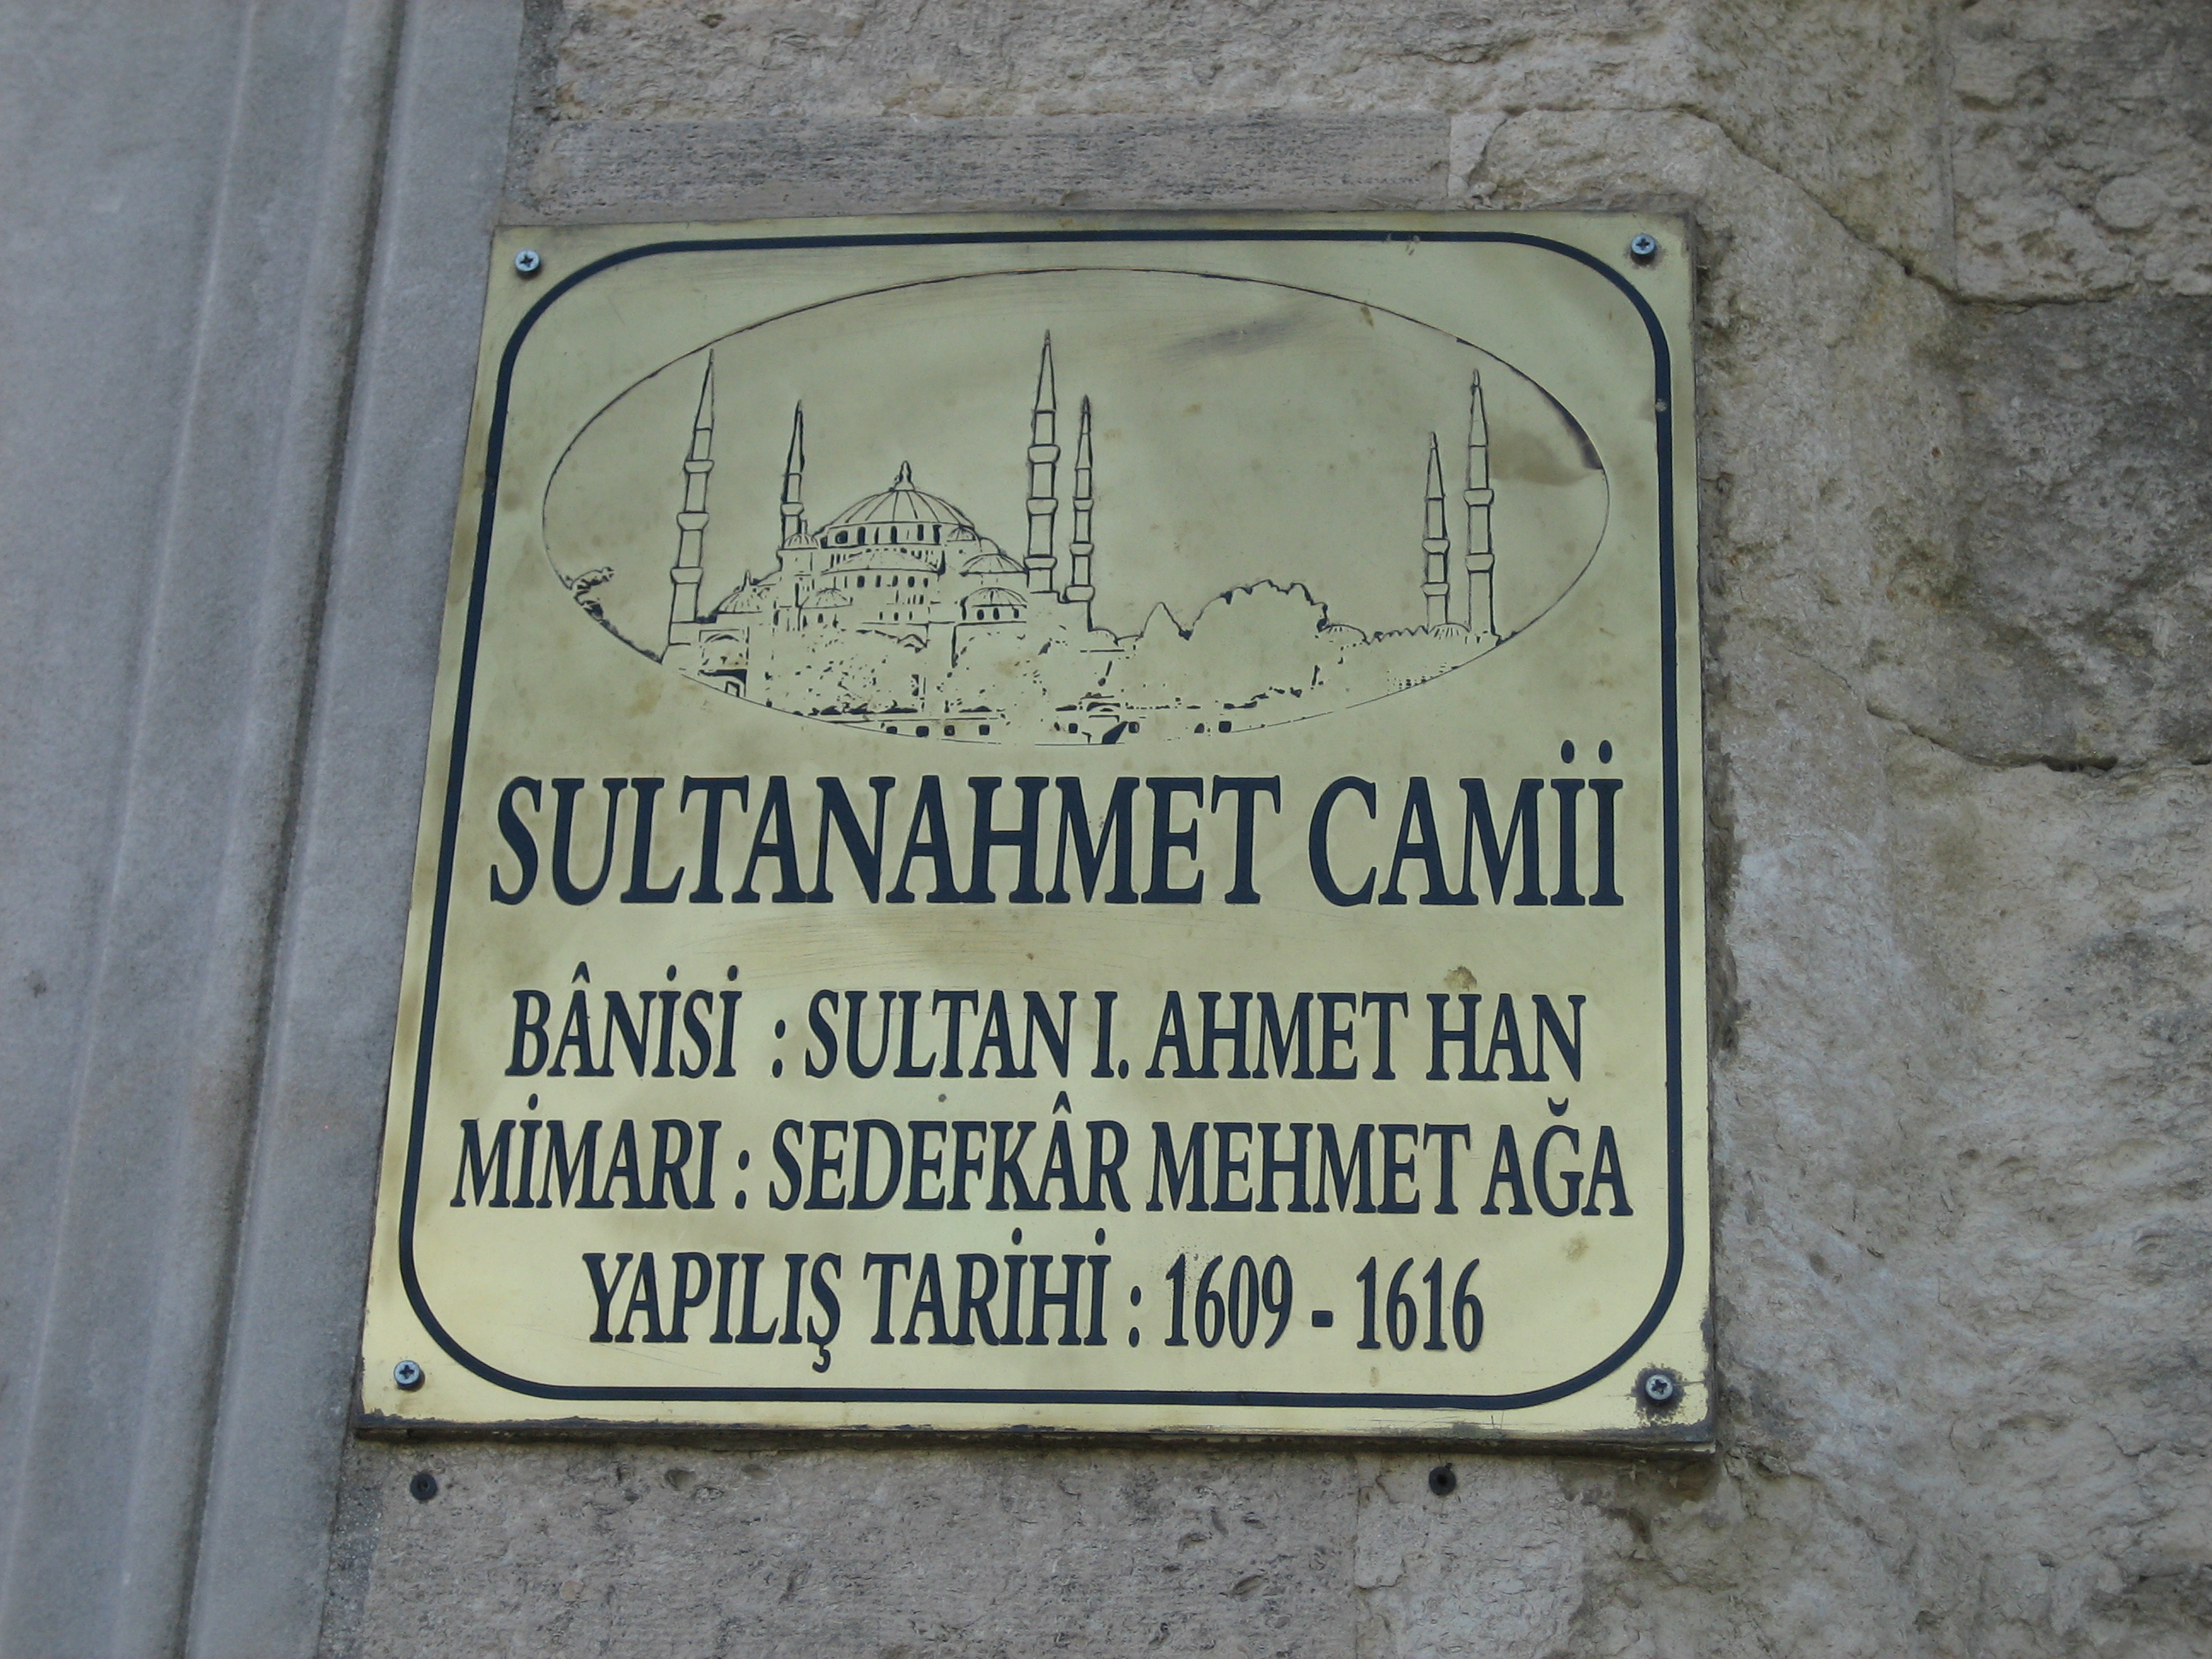 SULTANAHMET CAMİİ
BÂNİSİ : SULTAN I. AHMET HAN
MİMARI : SEDEFKÂR MEHMET AĞA
YAPILIŞ TARİHİ : 1609 - 1616